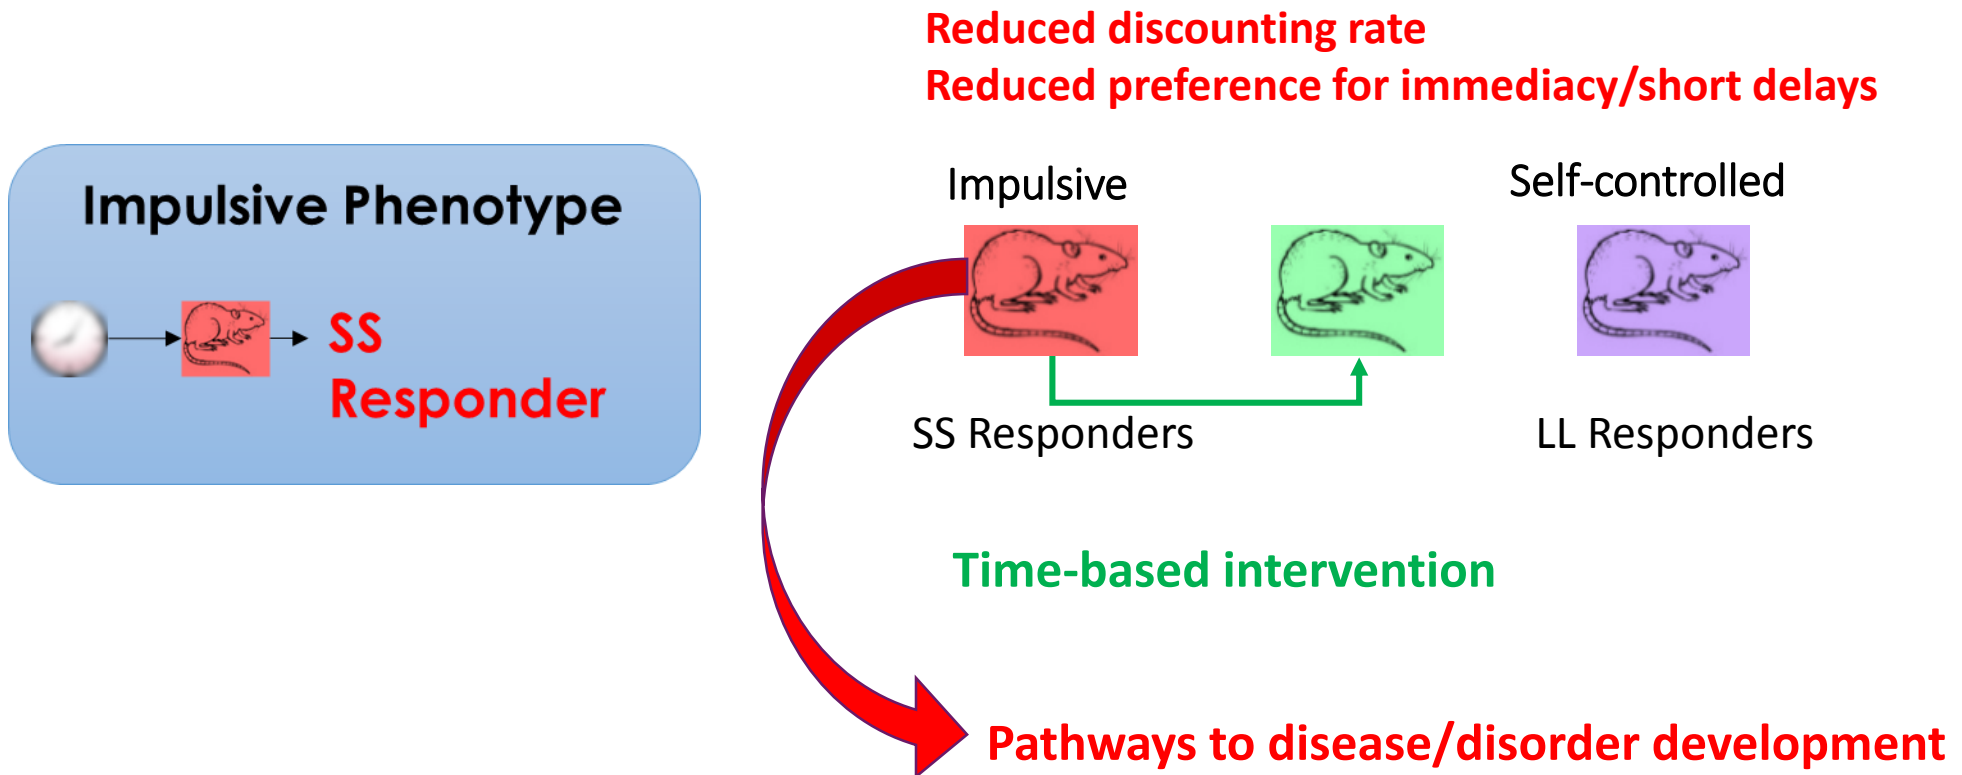 Reduced discounting rate
Reduced preference for immediacy/short delays
Impulsive Phenotype
SS
Responder
Impulsive
Self-controlled
SS Responders
LL Responders
Time-based intervention
Pathways to disease/disorder development